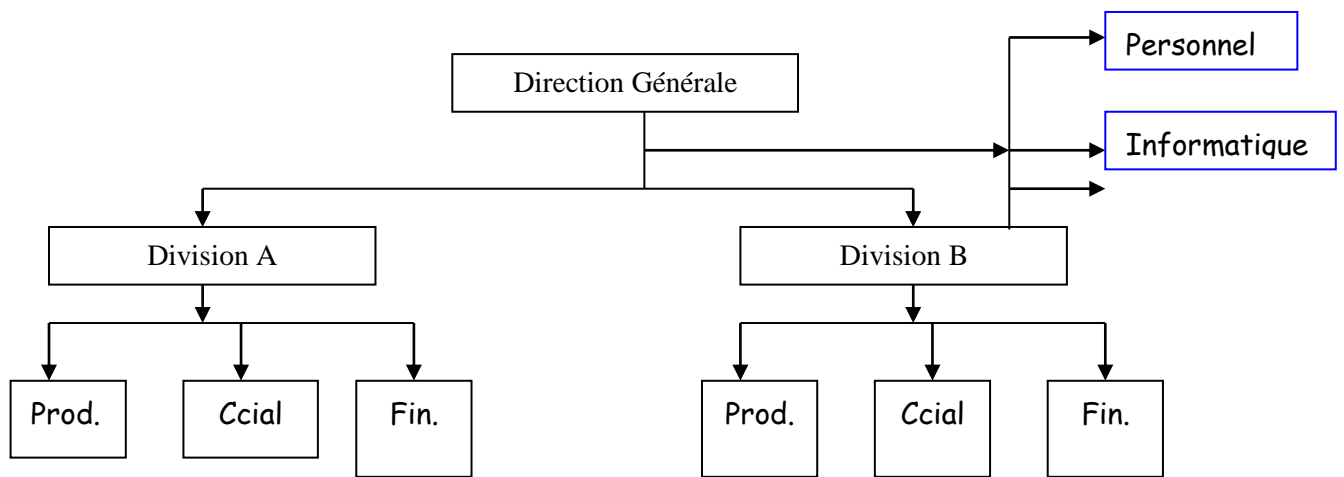 Personnel
Direction Générale
Informatique
Division A
Division B
Prod.
Ccial
Fin.
Prod.
Ccial
Fin.